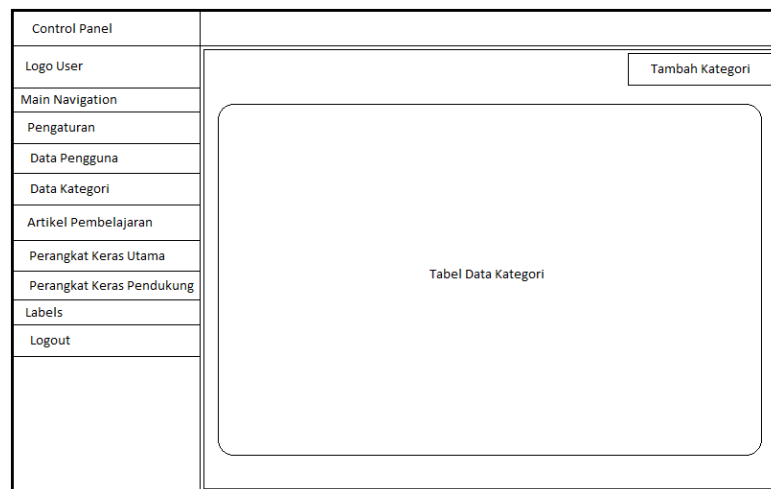 Control Panel
Logo User
Tambah Kategori
Main Navigation
Pengaturan
Data Pengguna
Data Kategori
Artikel Pembelajaran
Perangkat Keras Utama
Tabel Data Kategori
Perangkat Keras Pendukung
Labels
Logout